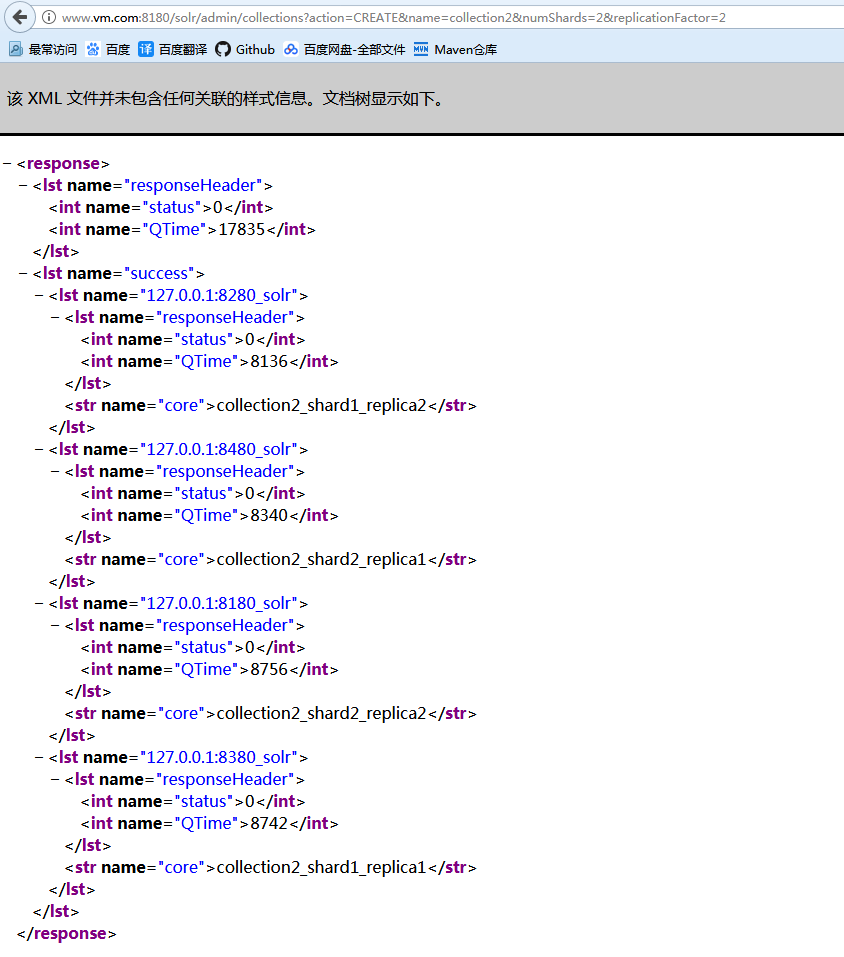 www.vm.com:8180/solr/admin/collections?action=CREATE&name=collection2&numShards=2&replicationFactor=2
最常访问 百度 译 百度翻译 Github 百度网盘-全部文件 MVN Maven仓库
该 XML 文件并未包含任何关联的样式信息。文档树显示如下。
− <response>
− <lst name="responseHeader">
<int name="status">0</int>
<int name="QTime">17835</int>
</lst>
− <lst name="success">
− <lst name="127.0.0.1:8280_solr">
− <lst name="responseHeader">
<int name="status">0</int>
<int name="QTime">8136</int>
</lst>
<str name="core">collection2_shard1_replica2</str>
</lst>
− <lst name="127.0.0.1:8480_solr">
− <lst name="responseHeader">
<int name="status">0</int>
<int name="QTime">8340</int>
</lst>
<str name="core">collection2_shard2_replica1</str>
</lst>
− <lst name="127.0.0.1:8180_solr">
− <lst name="responseHeader">
<int name="status">0</int>
<int name="QTime">8756</int>
</lst>
<str name="core">collection2_shard2_replica2</str>
</lst>
− <lst name="127.0.0.1:8380_solr">
− <lst name="responseHeader">
<int name="status">0</int>
<int name="QTime">8742</int>
</lst>
<str name="core">collection2_shard1_replica1</str>
</lst>
</lst>
</response>